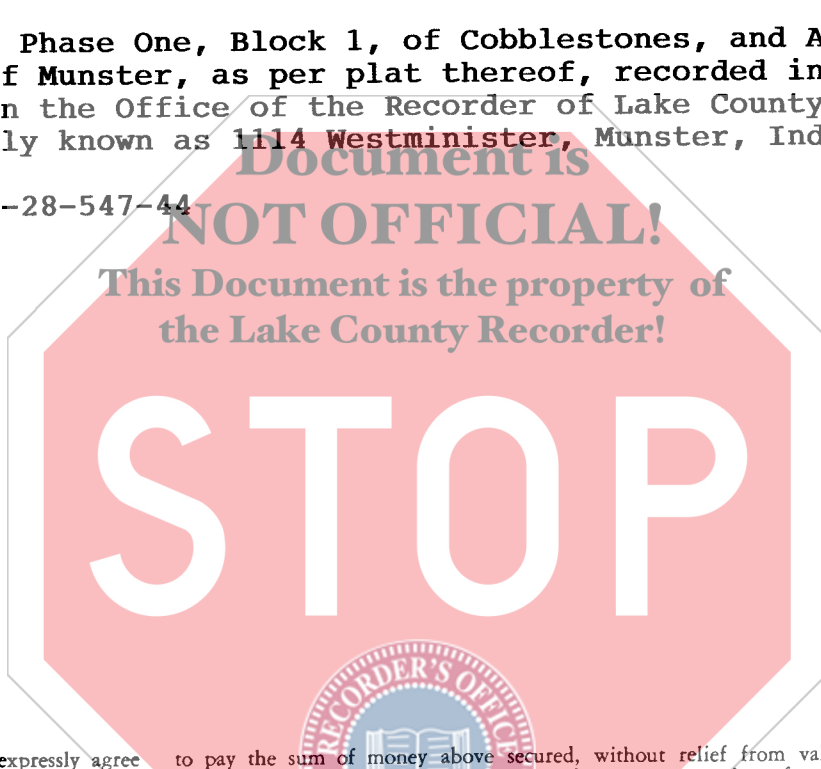 Phase One, Block 1, of Cobblestones, and A
f Munster, as per plat thereof, recorded in
n the Office of the Recorder of Lake County
ly known as 1114 Westminister, Munster, Ind
Document is
-28-547-44
NOT OFFICIAL!
This Document is the property of
the Lake County Recorder!
STOP
RECORDER'S OFFICE
expressly agree to pay the sum of money above secured, without relief from va